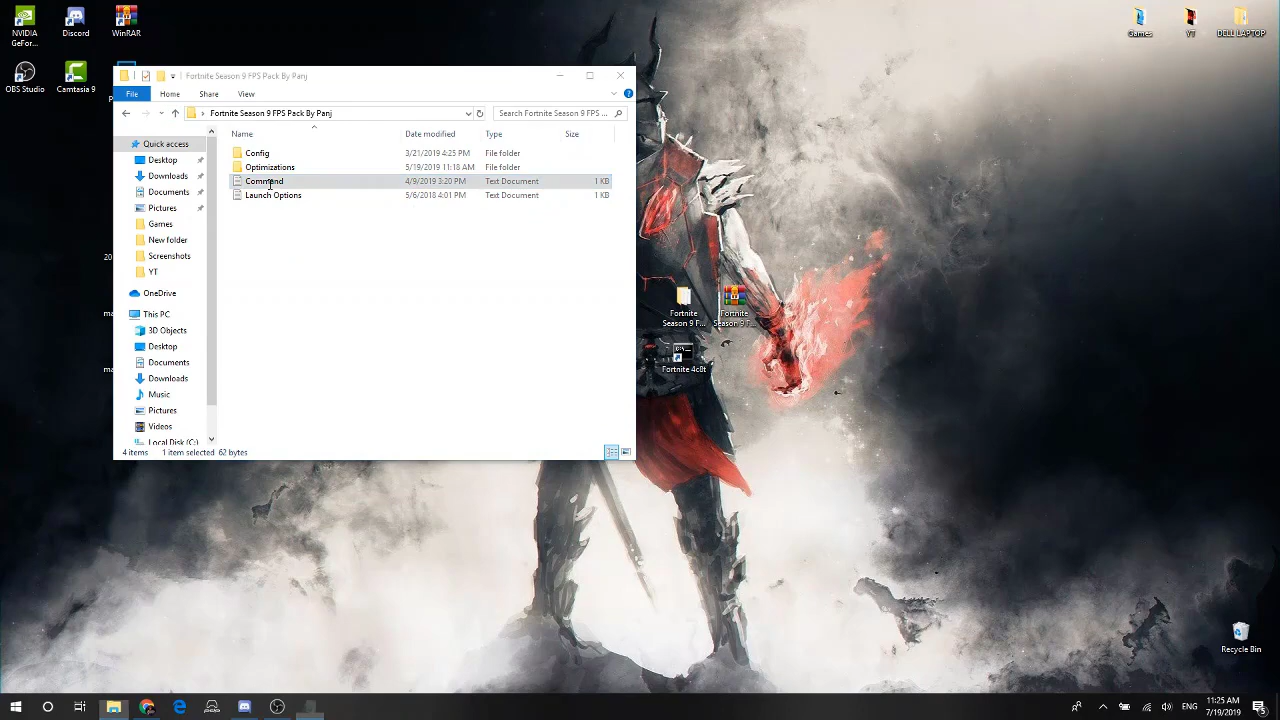 NVIDIA
GeFor...
Discord
WinRAR
OBS Studio
Camtasia 9
Games
YT
DELL LAPTOP
Fortnite Season 9 FPS Pack By Panj
File
Home
Share
View
Fortnite Season 9 FPS Pack By Panj
Search Fortnite Season 9 FPS ...
Name
Date modified
Type
Size
Quick access
Desktop
Downloads
Documents
Pictures
Games
New folder
Screenshots
YT
OneDrive
This PC
3D Objects
Desktop
Documents
Downloads
Music
Pictures
Videos
Local Disk (C:)
Config 3/21/2019 4:25 PM File folder
Optimizations 5/19/2019 11:18 AM File folder
Command 4/9/2019 3:20 PM Text Document 1 KB
Launch Options 5/6/2018 4:01 PM Text Document 1 KB
4 items 1 item selected 62 bytes
Fortnite
Season 9 F...
Fortnite
Season 9 F...
Fortnite 4c0t
Recycle Bin
ENG
11:25 AM
7/19/2019